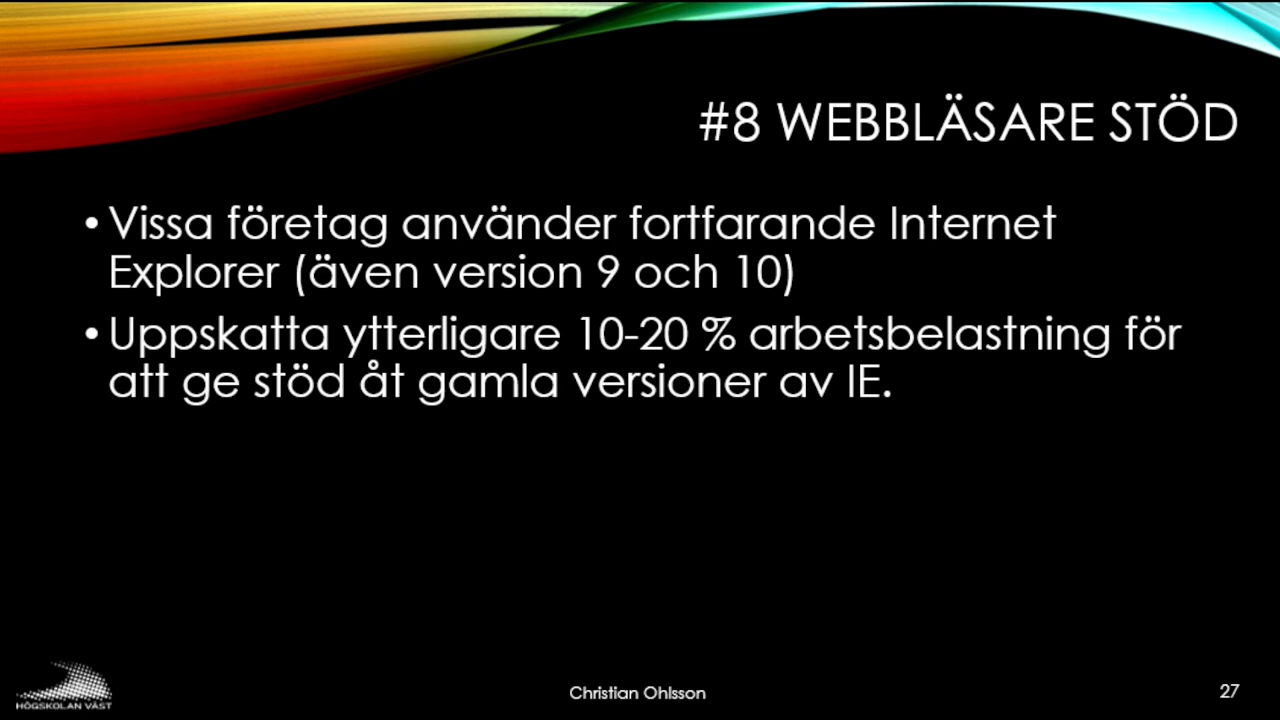 #8 WEBBLÄSARE STÖD
• Vissa företag använder fortfarande Internet
Explorer (även version 9 och 10)
• Uppskatta ytterligare 10-20 % arbetsbelastning för
att ge stöd åt gamla versioner av IE.
HÖGSKOLAN VÄST
Christian Ohlsson
27